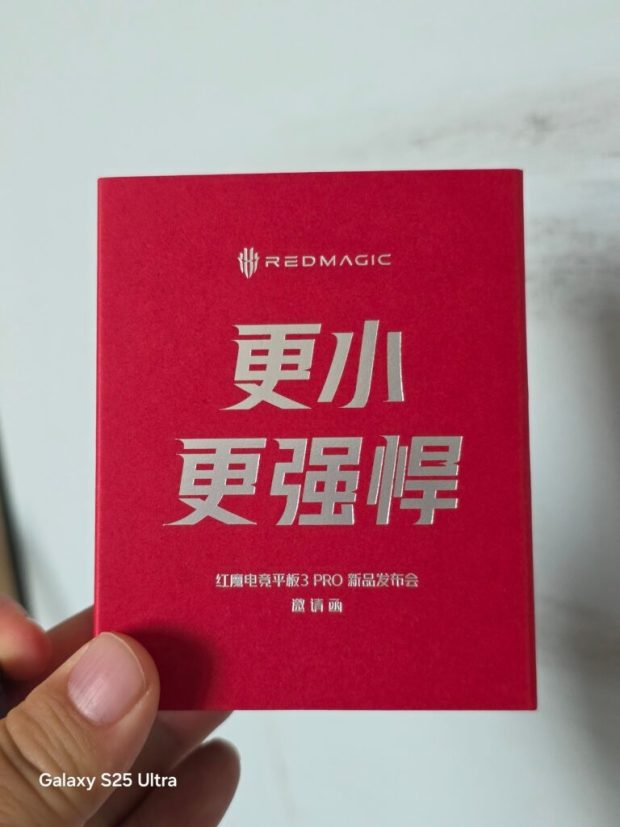 REDMAGIC
更小
更强悍
红魔电竞平板3 PRO 新品发布会
邀请函
Galaxy S25 Ultra